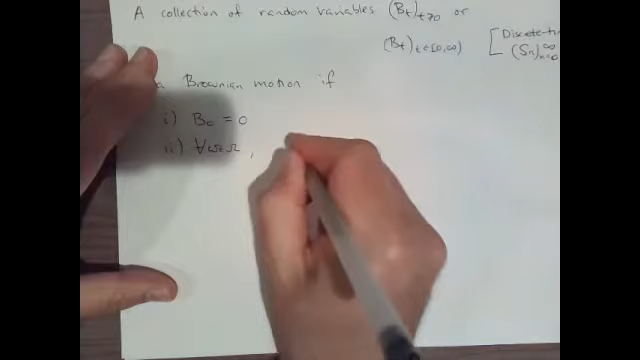 A collection of random variables (Bt)t≥0 or
(Bt)t∈[0,∞) [Discrete-ti
(Sn)∞n=0
a Brownian motion if
i) B0 = 0
ii) ∀ω∈Ω,